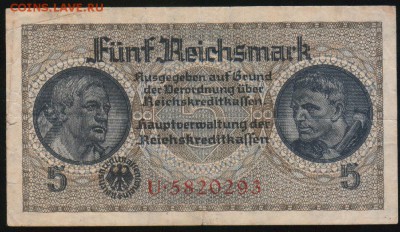 COINS.LAVE.RU
Fünf Reichsmark
Ausgegeben auf Grund
der Verordnung über
Reichskreditkassen
Hauptverwaltung der
Reichskreditkassen
5
5
U·5820293